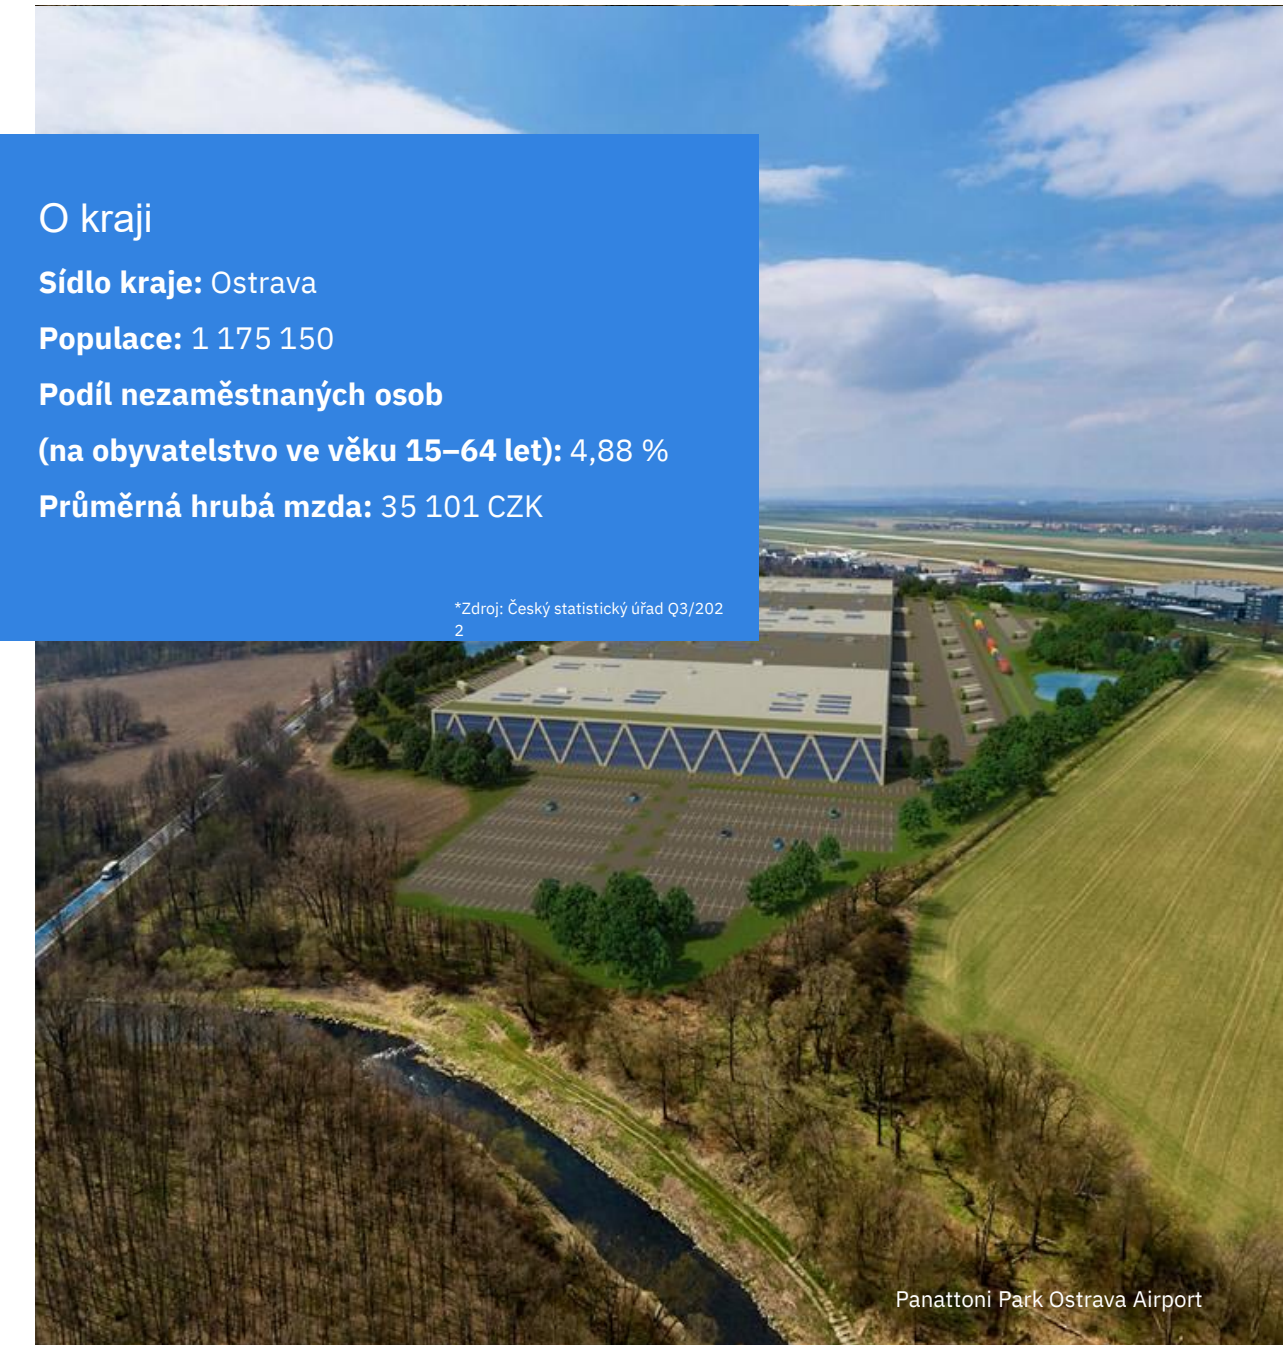 O kraji
Sídlo kraje: Ostrava
Populace: 1 175 150
Podíl nezaměstnaných osob
(na obyvatelstvo ve věku 15–64 let): 4,88 %
Průměrná hrubá mzda: 35 101 CZK
*Zdroj: Český statistický úřad Q3/202
2
Panattoni Park Ostrava Airport